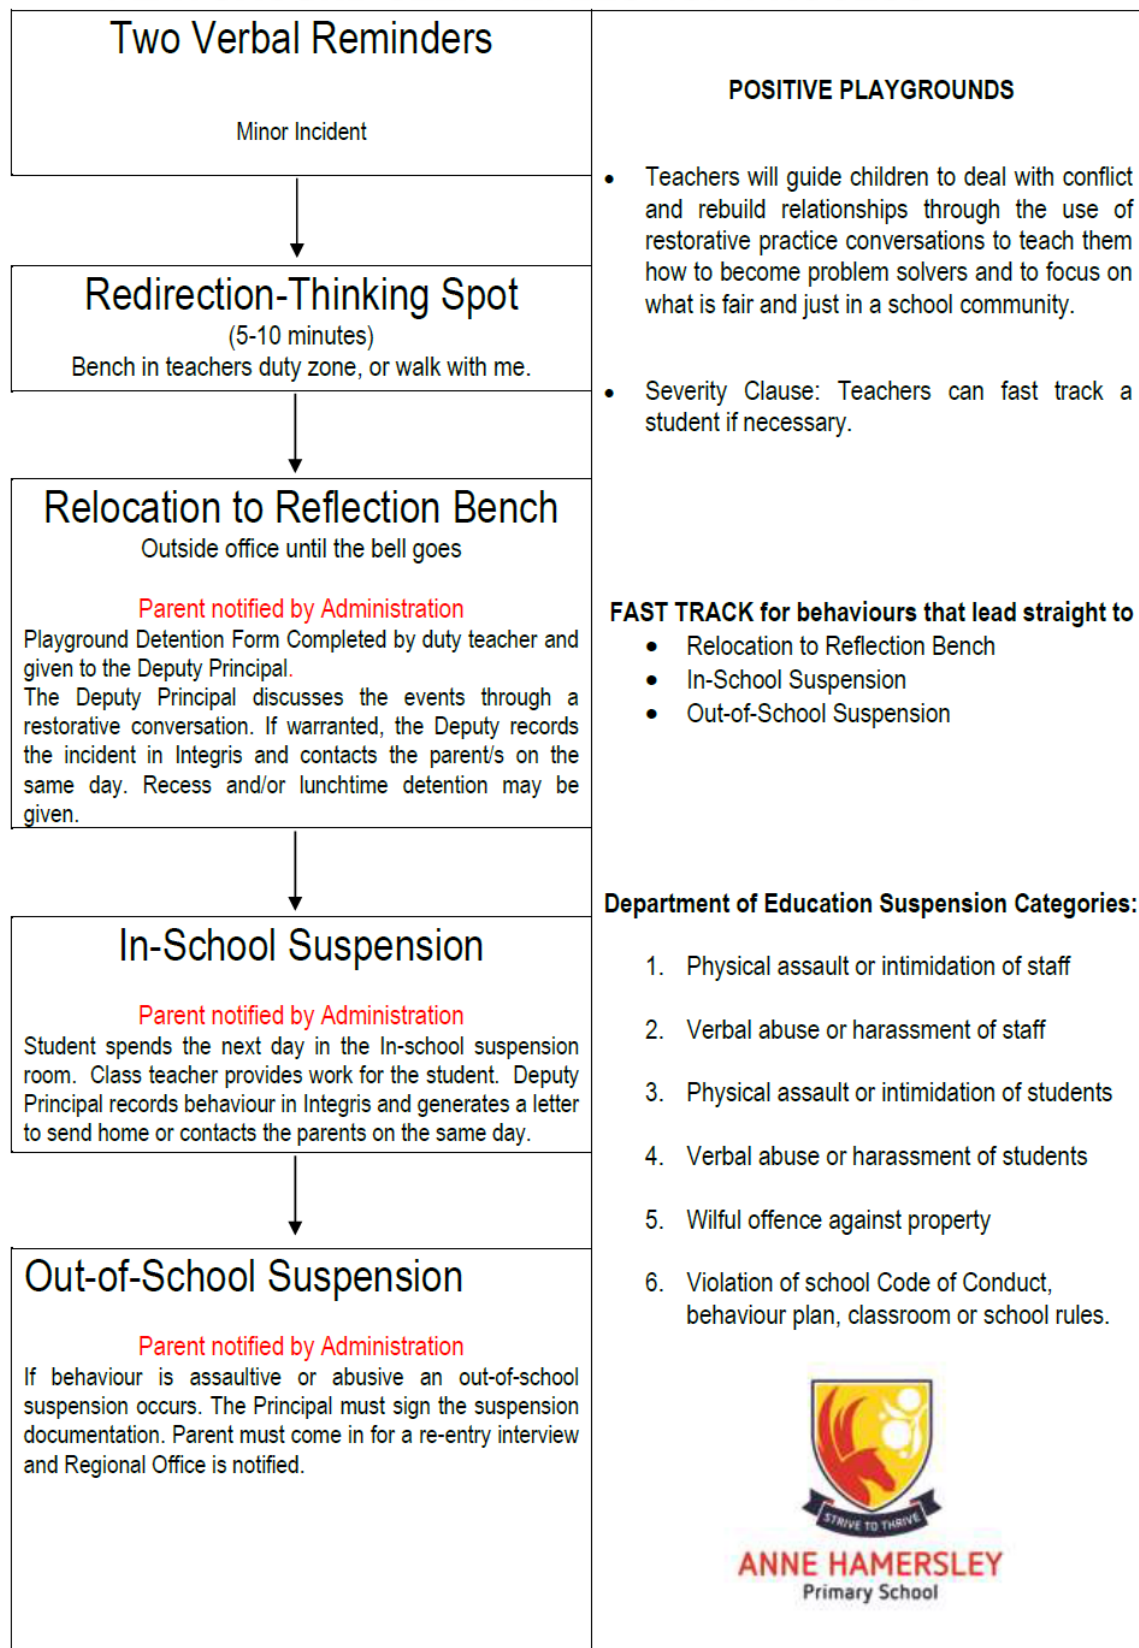 Two Verbal Reminders
Minor Incident
Redirection-Thinking Spot
(5-10 minutes)
Bench in teachers duty zone, or walk with me.
Relocation to Reflection Bench
Outside office until the bell goes
Parent notified by Administration
Playground Detention Form Completed by duty teacher and
given to the Deputy Principal.
The Deputy Principal discusses the events through a
restorative conversation. If warranted, the Deputy records
the incident in Integris and contacts the parent/s on the
same day. Recess and/or lunchtime detention may be
given.
In-School Suspension
Parent notified by Administration
Student spends the next day in the In-school suspension
room. Class teacher provides work for the student. Deputy
Principal records behaviour in Integris and generates a letter
to send home or contacts the parents on the same day.
Out-of-School Suspension
Parent notified by Administration
If behaviour is assaultive or abusive an out-of-school
suspension occurs. The Principal must sign the suspension
documentation. Parent must come in for a re-entry interview
and Regional Office is notified.
POSITIVE PLAYGROUNDS
• Teachers will guide children to deal with conflict
and rebuild relationships through the use of
restorative practice conversations to teach them
how to become problem solvers and to focus on
what is fair and just in a school community.
• Severity Clause: Teachers can fast track a
student if necessary.
FAST TRACK for behaviours that lead straight to
• Relocation to Reflection Bench
• In-School Suspension
• Out-of-School Suspension
Department of Education Suspension Categories:
1. Physical assault or intimidation of staff
2. Verbal abuse or harassment of staff
3. Physical assault or intimidation of students
4. Verbal abuse or harassment of students
5. Wilful offence against property
6. Violation of school Code of Conduct,
behaviour plan, classroom or school rules.
STRIVE TO THRIVE
ANNE HAMERSLEY
Primary School